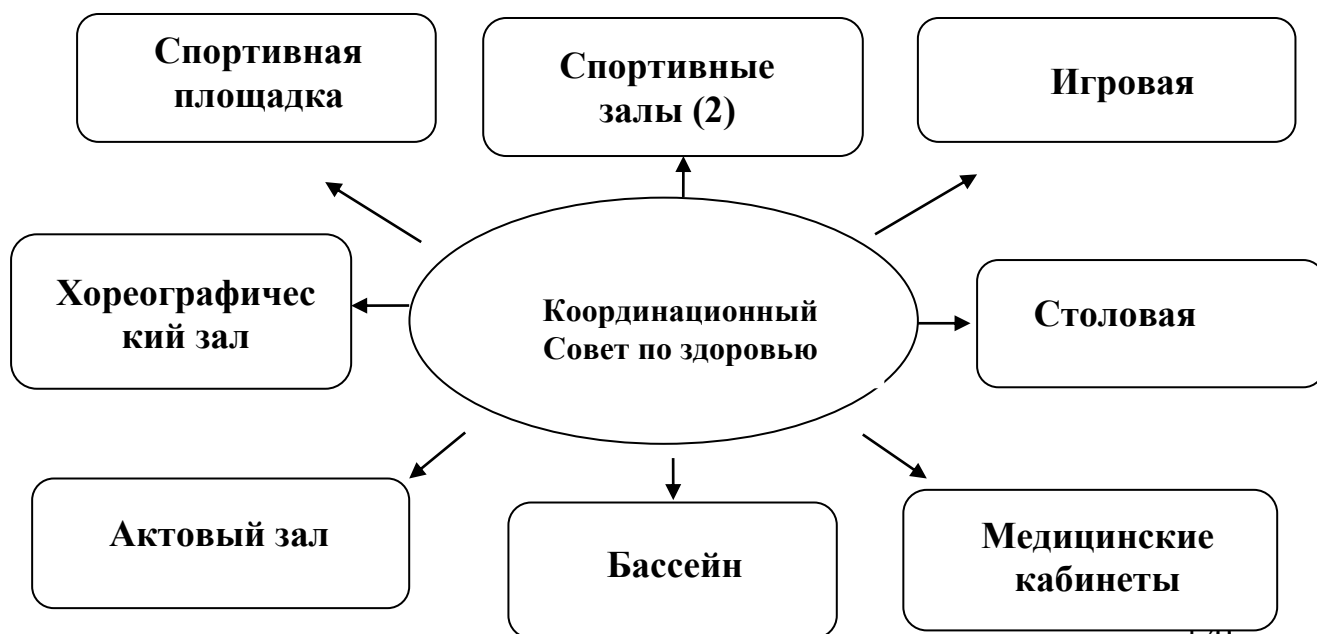 Спортивная
площадка
Спортивные
залы (2)
Игровая
Хореографичес
кий зал
Координационный
Совет по здоровью
Столовая
Актовый зал
Бассейн
Медицинские
кабинеты